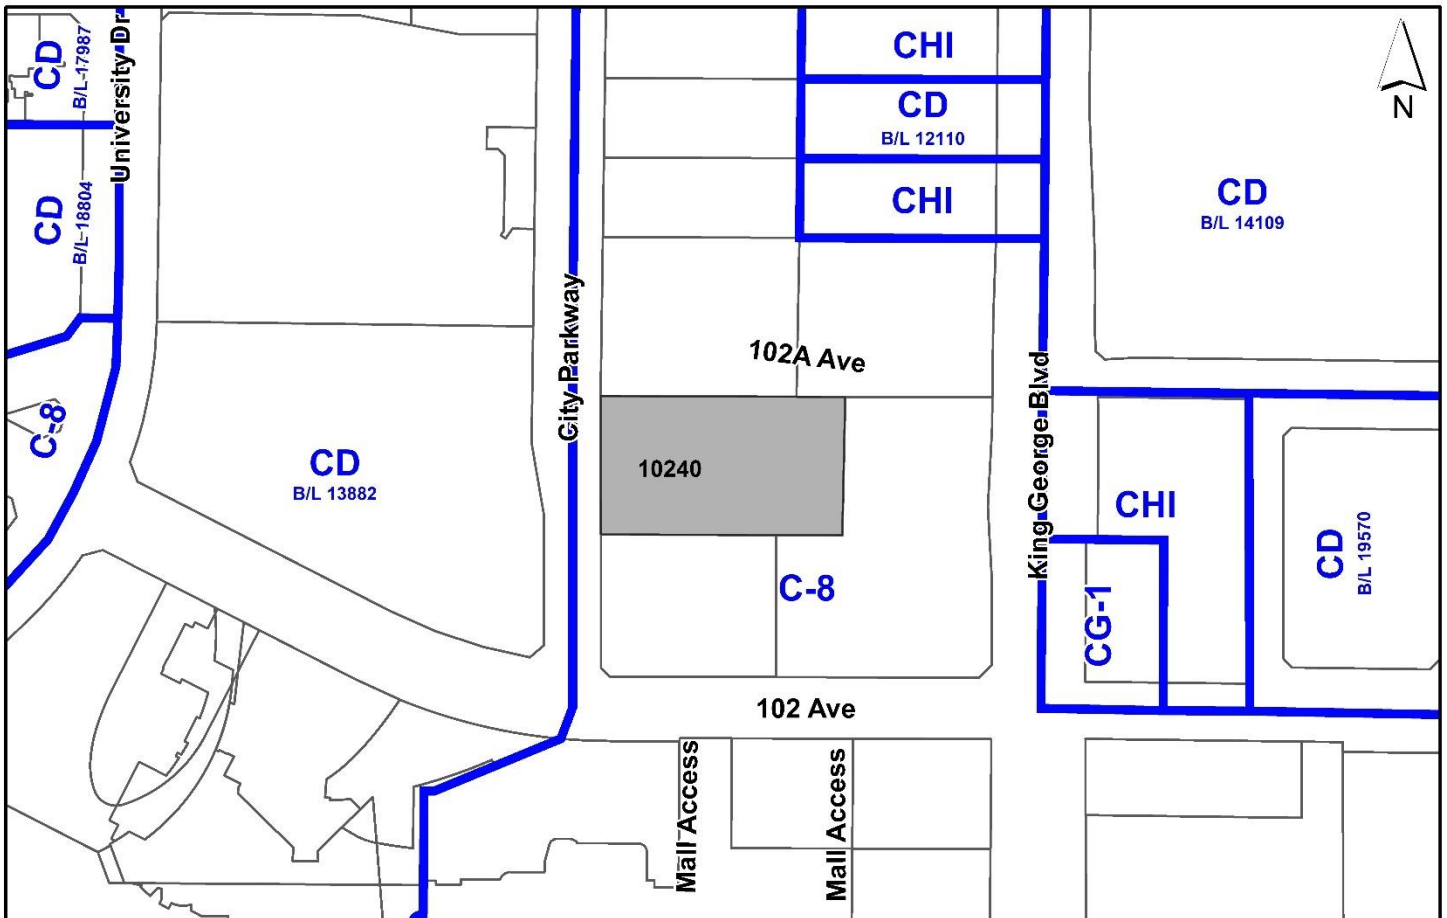 CD
B/L 17987
University Dr
CHI
CD
B/L 12110
CHI
N
CD
B/L 18804
CD
B/L 14109
City Parkway
102A Ave
King George Blvd
C-8
CD
B/L 13882
10240
CHI
CD
B/L 19570
C-8
CG-1
102 Ave
Mall Access
Mall Access